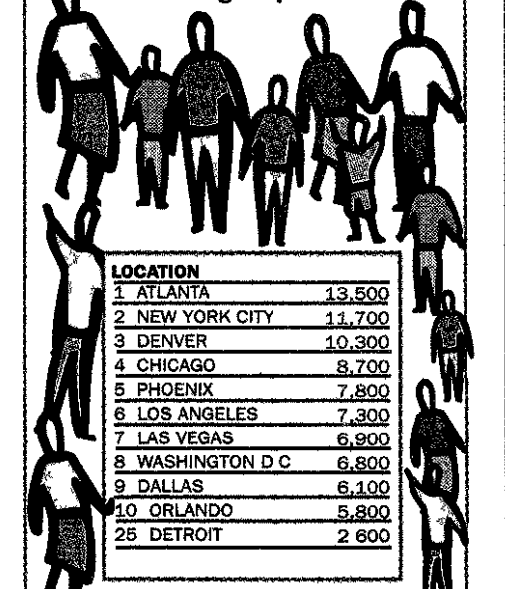 LOCATION
1 ATLANTA 13,500
2 NEW YORK CITY 11,700
3 DENVER 10,300
4 CHICAGO 8,700
5 PHOENIX 7,800
6 LOS ANGELES 7,300
7 LAS VEGAS 6,900
8 WASHINGTON D C 6,800
9 DALLAS 6,100
10 ORLANDO 5,800
25 DETROIT 2 600